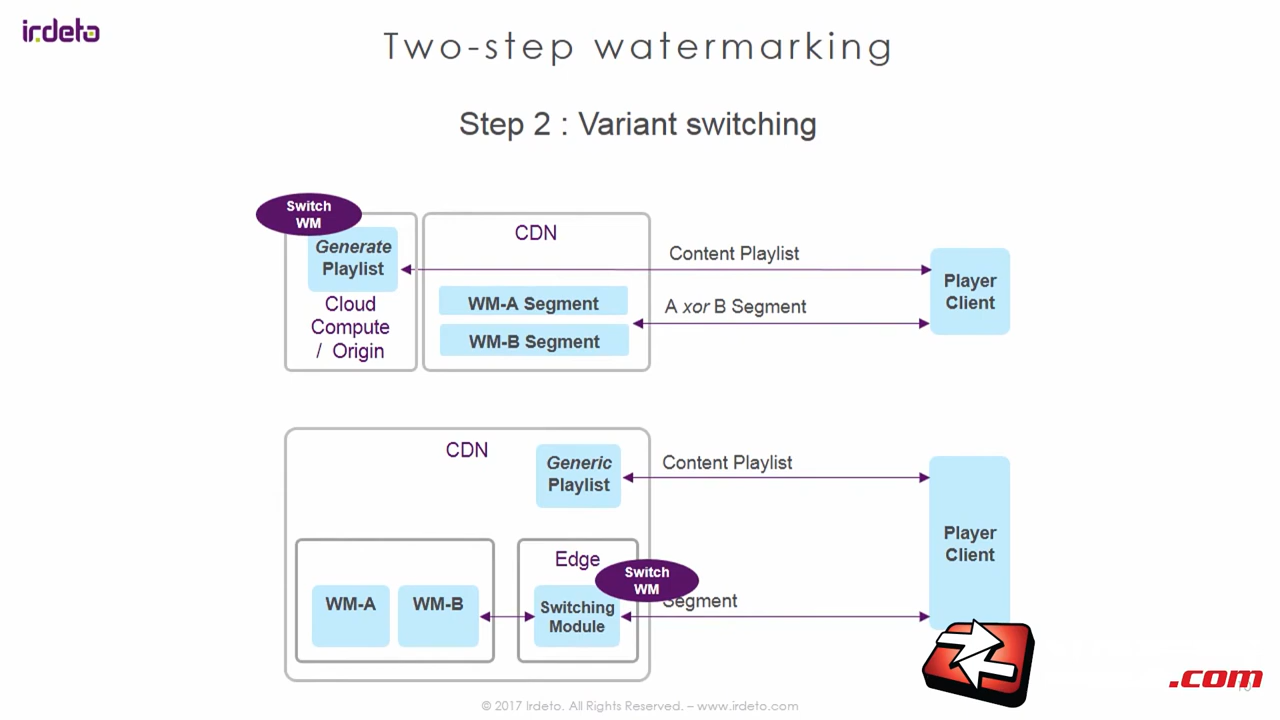 irdeto
Two-step watermarking
Step 2 : Variant switching
Switch
WM
Generate
Playlist
Cloud
Compute
/ Origin
CDN
WM-A Segment
WM-B Segment
Content Playlist
A xor B Segment
Player
Client
CDN
Generic
Playlist
Content Playlist
WM-A
WM-B
Edge
Switch
WM
Switching
Module
Segment
Player
Client
.com
© 2017 Irdeto. All Rights Reserved. – www.irdeto.com